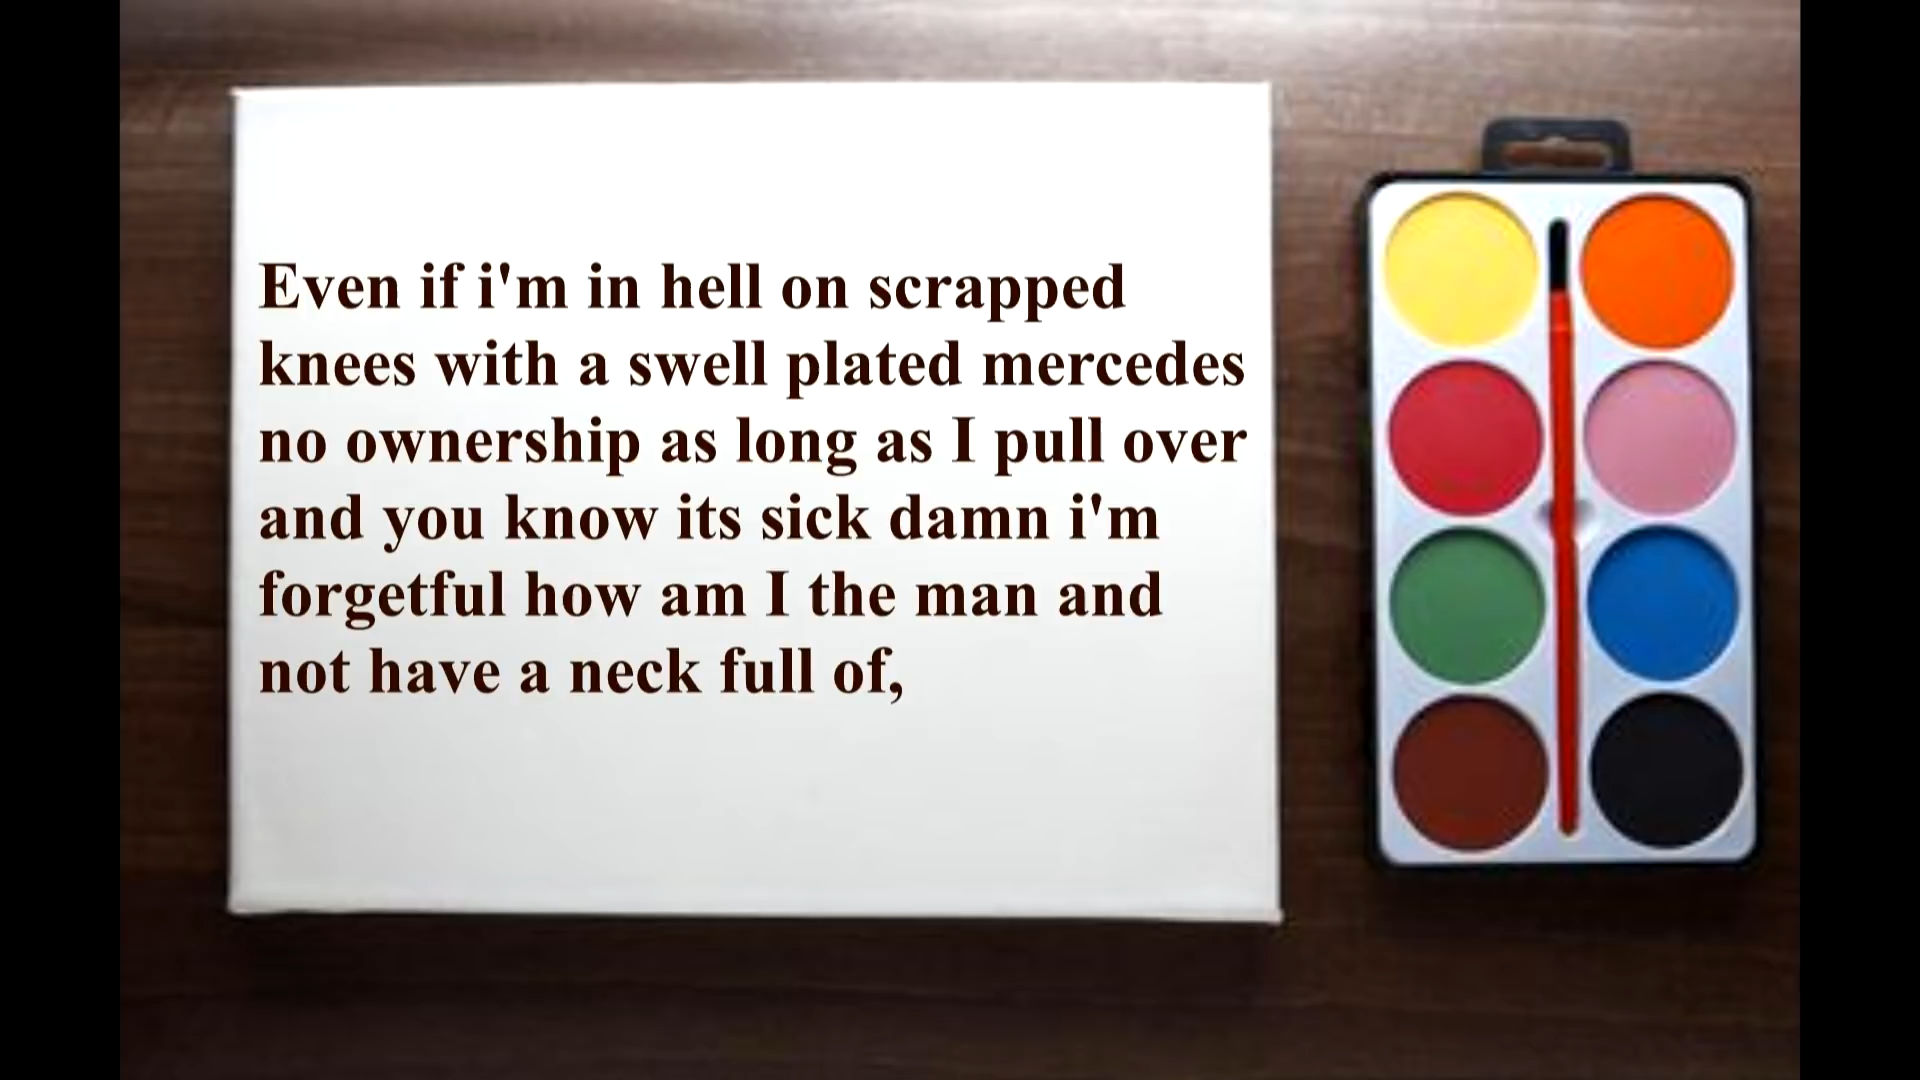 Even if i'm in hell on scrapped
knees with a swell plated mercedes
no ownership as long as I pull over
and you know its sick damn i'm
forgetful how am I the man and
not have a neck full of,